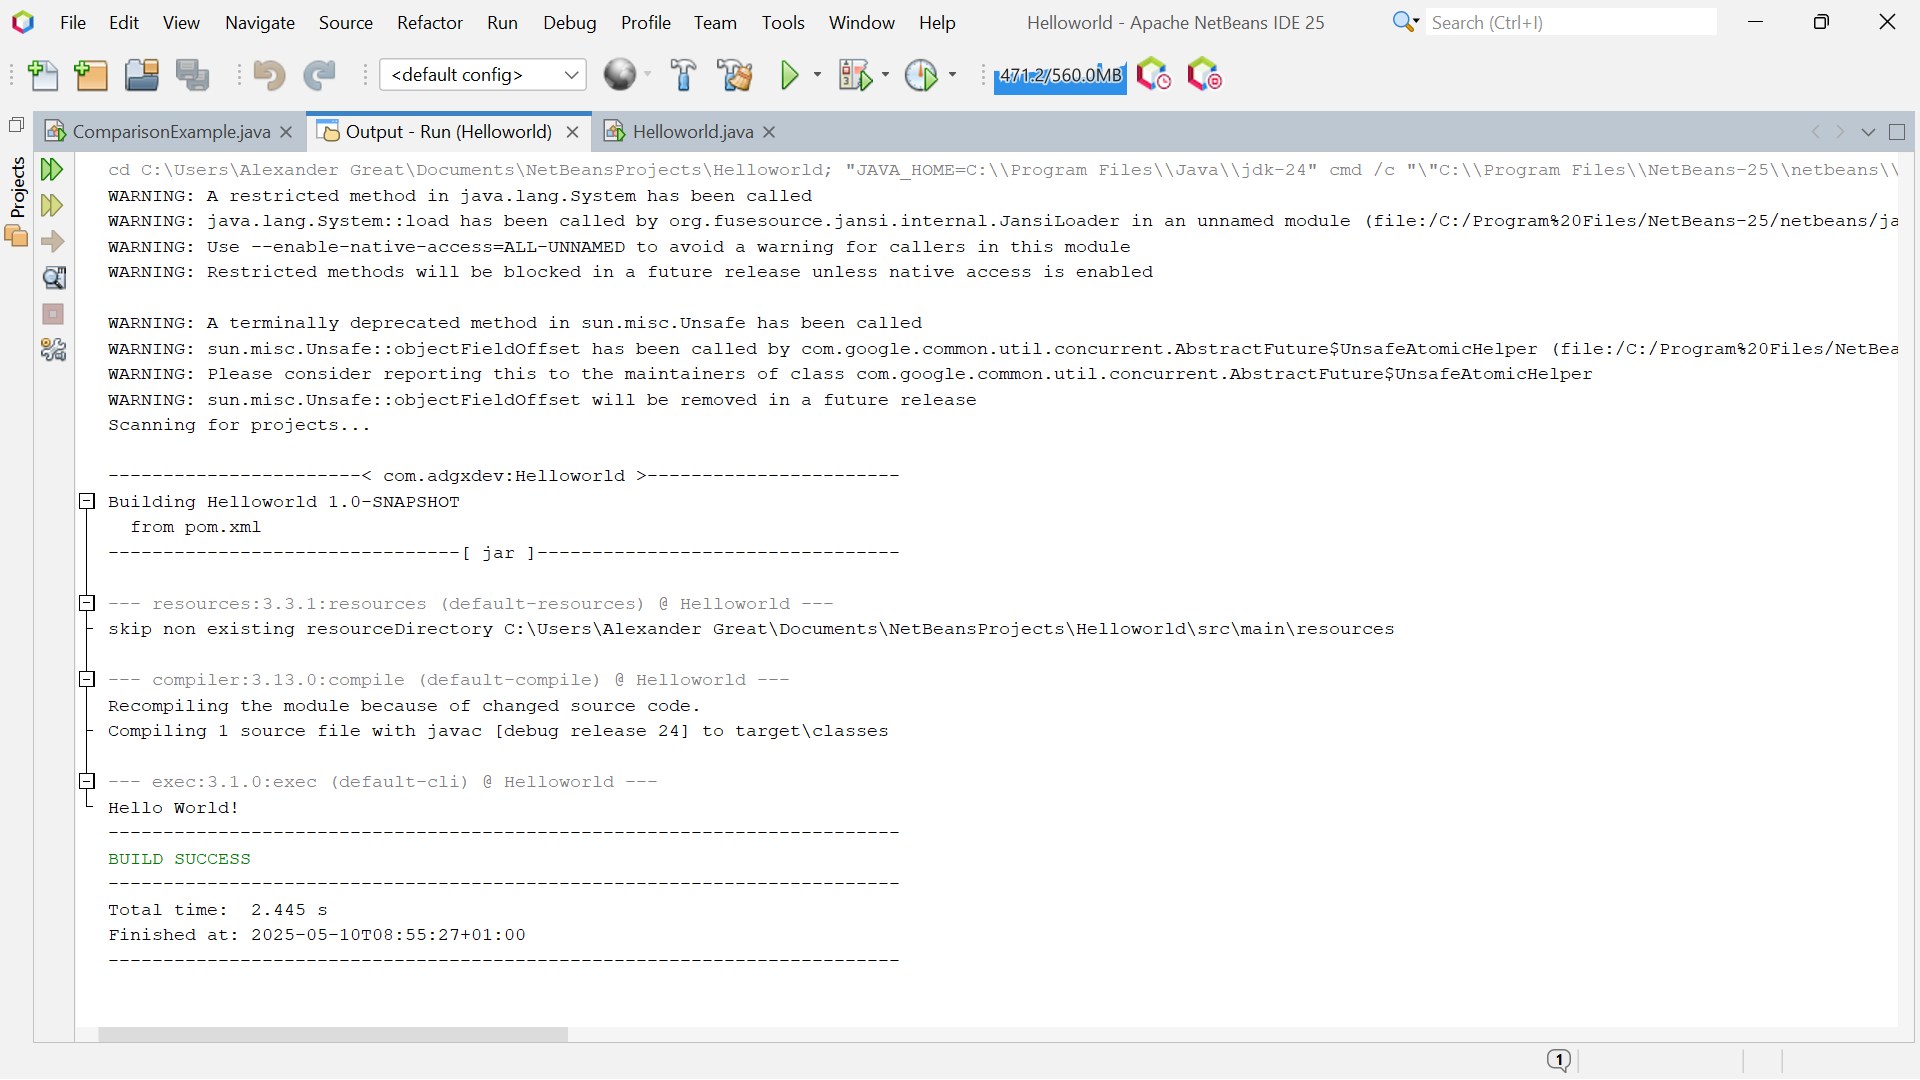 File Edit View Navigate Source Refactor Run Debug Profile Team Tools Window Help Helloworld - Apache NetBeans IDE 25 Search (Ctrl+I)
<default config> 471.2/560.0MB
ComparisonExample.java Output - Run (Helloworld) Helloworld.java
Projects
cd C:\Users\Alexander Great\Documents\NetBeansProjects\Helloworld; "JAVA_HOME=C:\\Program Files\\Java\\jdk-24" cmd /c "\"C:\\Program Files\\NetBeans-25\\netbeans\\
WARNING: A restricted method in java.lang.System has been called
WARNING: java.lang.System::load has been called by org.fusesource.jansi.internal.JansiLoader in an unnamed module (file:/C:/Program%20Files/NetBeans-25/netbeans/ja
WARNING: Use --enable-native-access=ALL-UNNAMED to avoid a warning for callers in this module
WARNING: Restricted methods will be blocked in a future release unless native access is enabled
WARNING: A terminally deprecated method in sun.misc.Unsafe has been called
WARNING: sun.misc.Unsafe::objectFieldOffset has been called by com.google.common.util.concurrent.AbstractFuture$UnsafeAtomicHelper (file:/C:/Program%20Files/NetBea
WARNING: Please consider reporting this to the maintainers of class com.google.common.util.concurrent.AbstractFuture$UnsafeAtomicHelper
WARNING: sun.misc.Unsafe::objectFieldOffset will be removed in a future release
Scanning for projects...
-----------------------< com.adgxdev:Helloworld >-----------------------
Building Helloworld 1.0-SNAPSHOT
from pom.xml
--------------------------------[ jar ]---------------------------------
--- resources:3.3.1:resources (default-resources) @ Helloworld ---
skip non existing resourceDirectory C:\Users\Alexander Great\Documents\NetBeansProjects\Helloworld\src\main\resources
--- compiler:3.13.0:compile (default-compile) @ Helloworld ---
Recompiling the module because of changed source code.
Compiling 1 source file with javac [debug release 24] to target\classes
--- exec:3.1.0:exec (default-cli) @ Helloworld ---
Hello World!
------------------------------------------------------------------------
BUILD SUCCESS
------------------------------------------------------------------------
Total time:  2.445 s
Finished at: 2025-05-10T08:55:27+01:00
------------------------------------------------------------------------
1